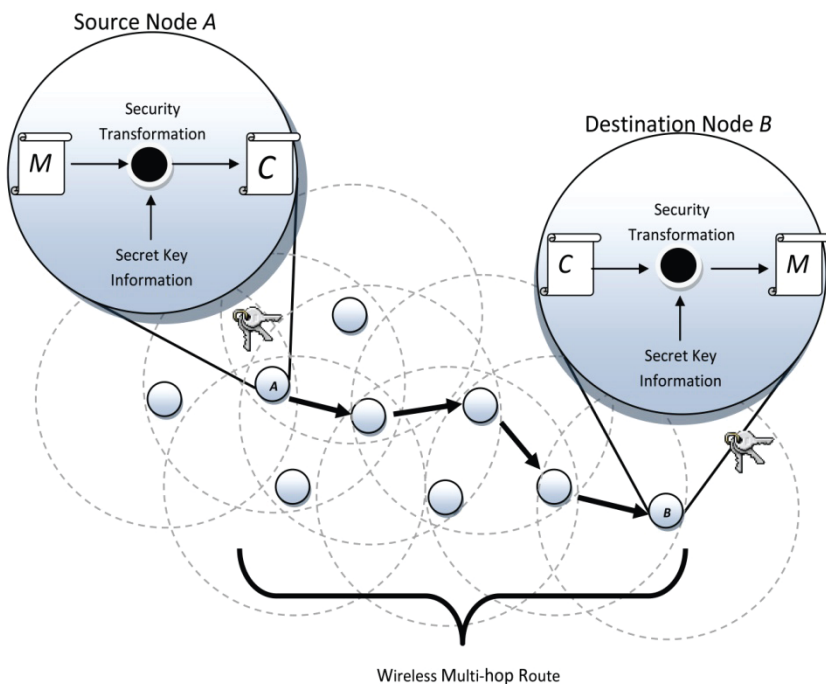 Source Node A
Security
Transformation
M
C
Secret Key
Information
Destination Node B
Security
Transformation
C
M
Secret Key
Information
A
B
Wireless Multi-hop Route